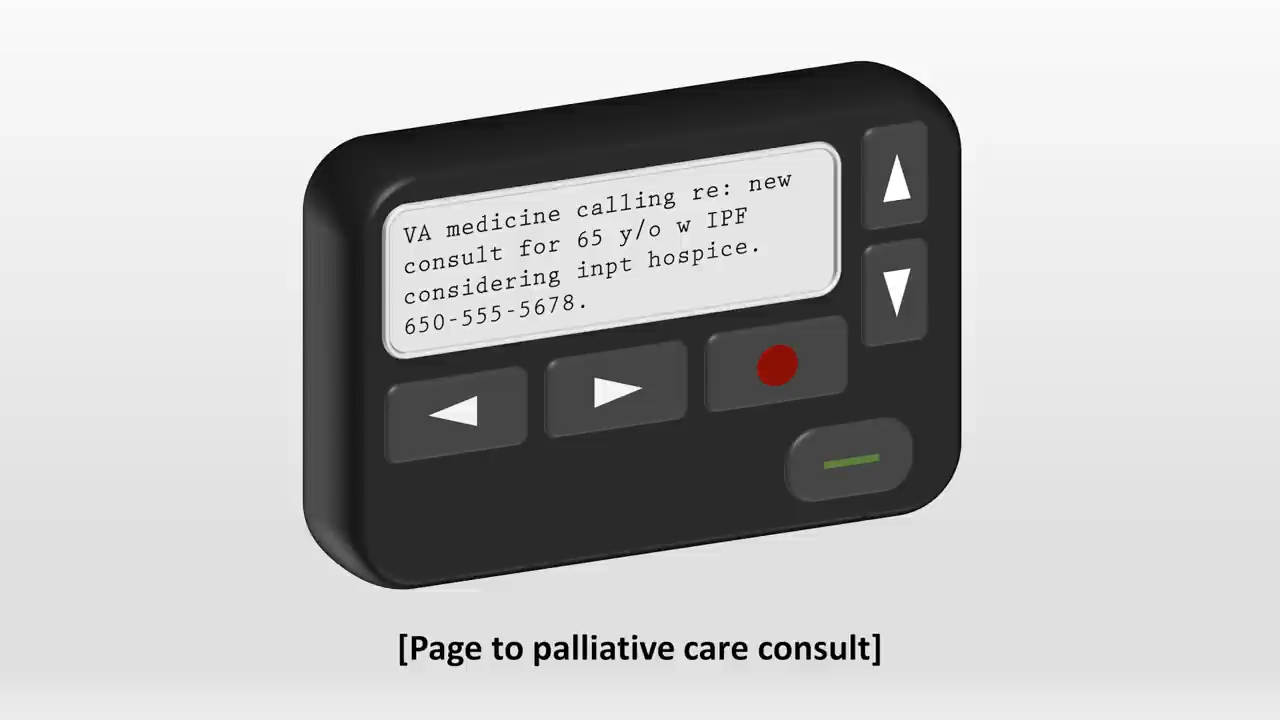 VA medicine calling re: new
consult for 65 y/o w IPF
considering inpt hospice.
650-555-5678.
[Page to palliative care consult]